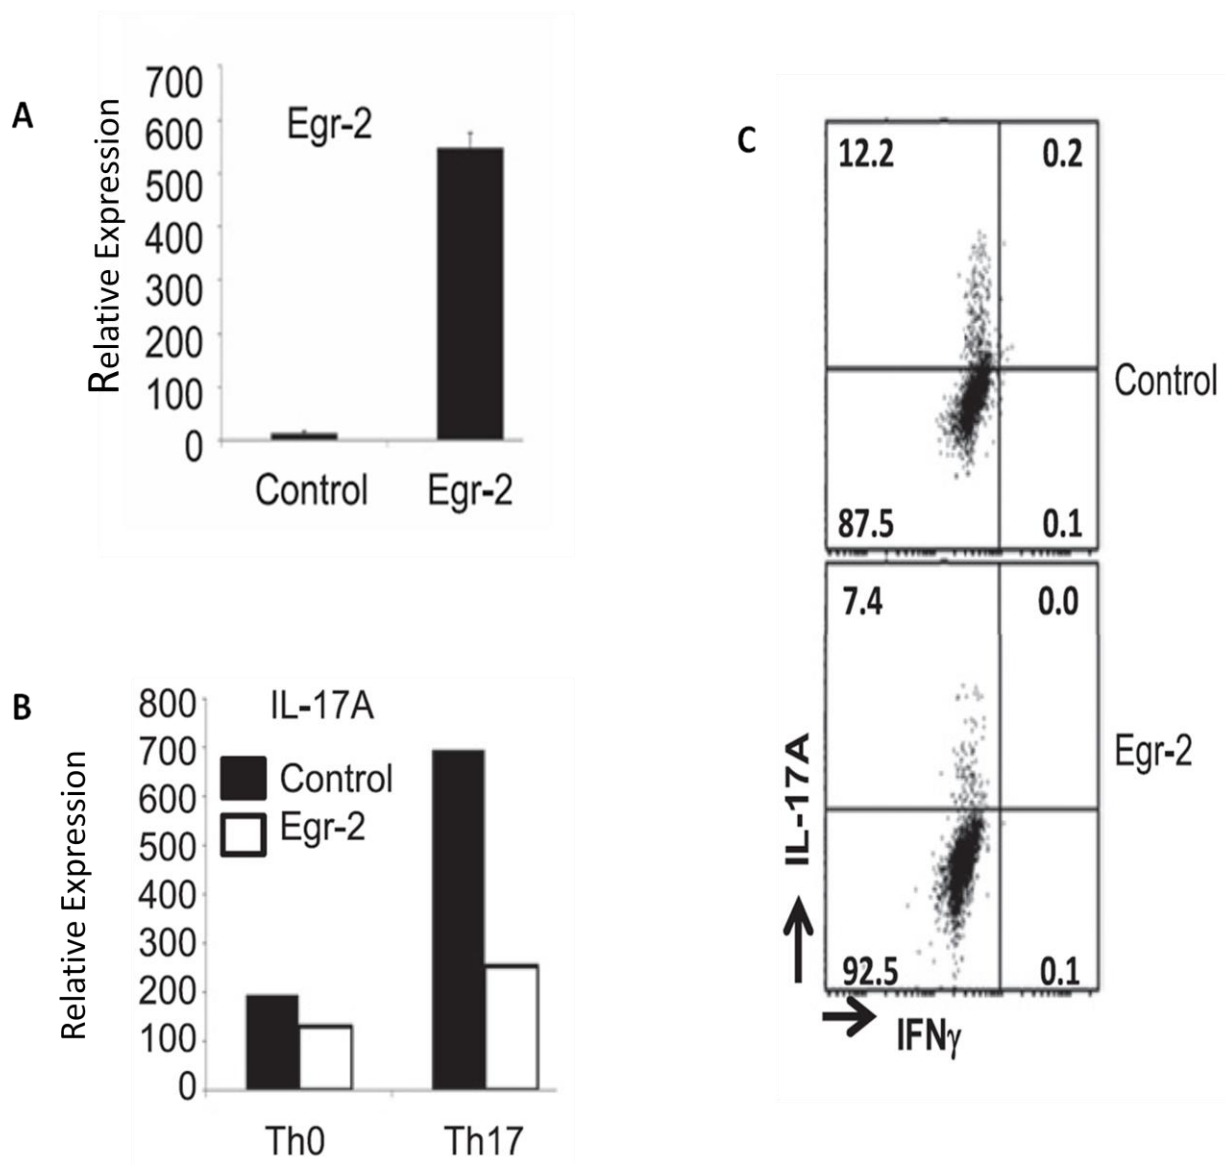 A
Relative Expression
700
600
500
400
300
200
100
0
Egr-2
Control
Egr-2
B
Relative Expression
800
700
600
500
400
300
200
100
0
IL-17A
Control
Egr-2
Th0
Th17
C
12.2
0.2
87.5
0.1
Control
7.4
0.0
92.5
0.1
Egr-2
IL-17A
IFNγ